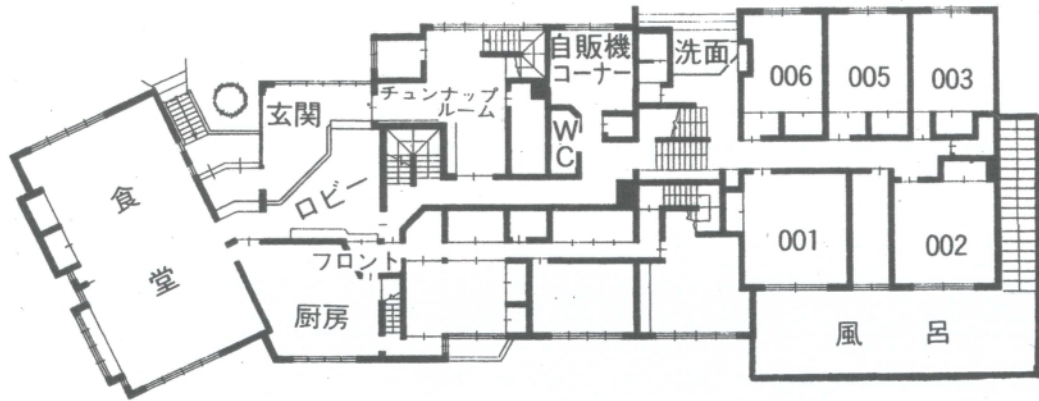 自販機
コーナー
洗面
006
005
003
チュンナップ
ルーム
玄関
WC
食堂
ロビー
001
002
フロント
厨房
風呂